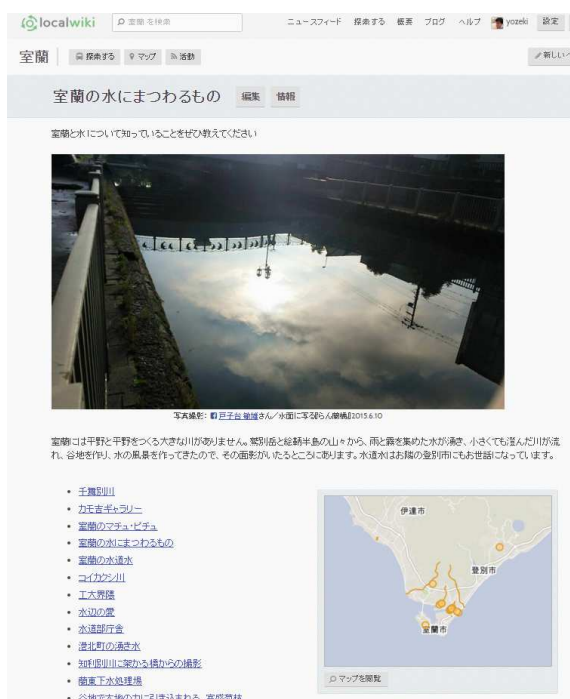 localwiki
室蘭 を検索
ニュースフィード 探索する 概要 ブログ ヘルプ yozeki 設定
室蘭 探索する マップ 活動
新しい
室蘭の水にまつわるもの 編集 情報
室蘭と水について知っていることをぜひ教えてください
写真撮影: 戸子台 敏雄さん／水面に写る
2015.6.10
室蘭には平野と平野をつくる大きな川がありません。鷲別岳と絵鞆半島の山々から、雨と霧を集めた水が湧き、小さくても澄んだ川が流
れ、谷地を作り、水の風景を作ってきたので、その面影がいたるところにあります。水道水はお隣の登別市にもお世話になっています。
千舞別川
カモ吉ギャラリー
室蘭のマチュ・ピチュ
室蘭の水にまつわるもの
室蘭の水道水
コイカクシ川
工大界隈
水辺の愛
水道部庁舎
港北町の湧き水
知利別川に架かる橋からの撮影
蘭東下水処理場
谷地で大地の力に引き込まれる
伊達市
登別市
室蘭市
マップを閲覧